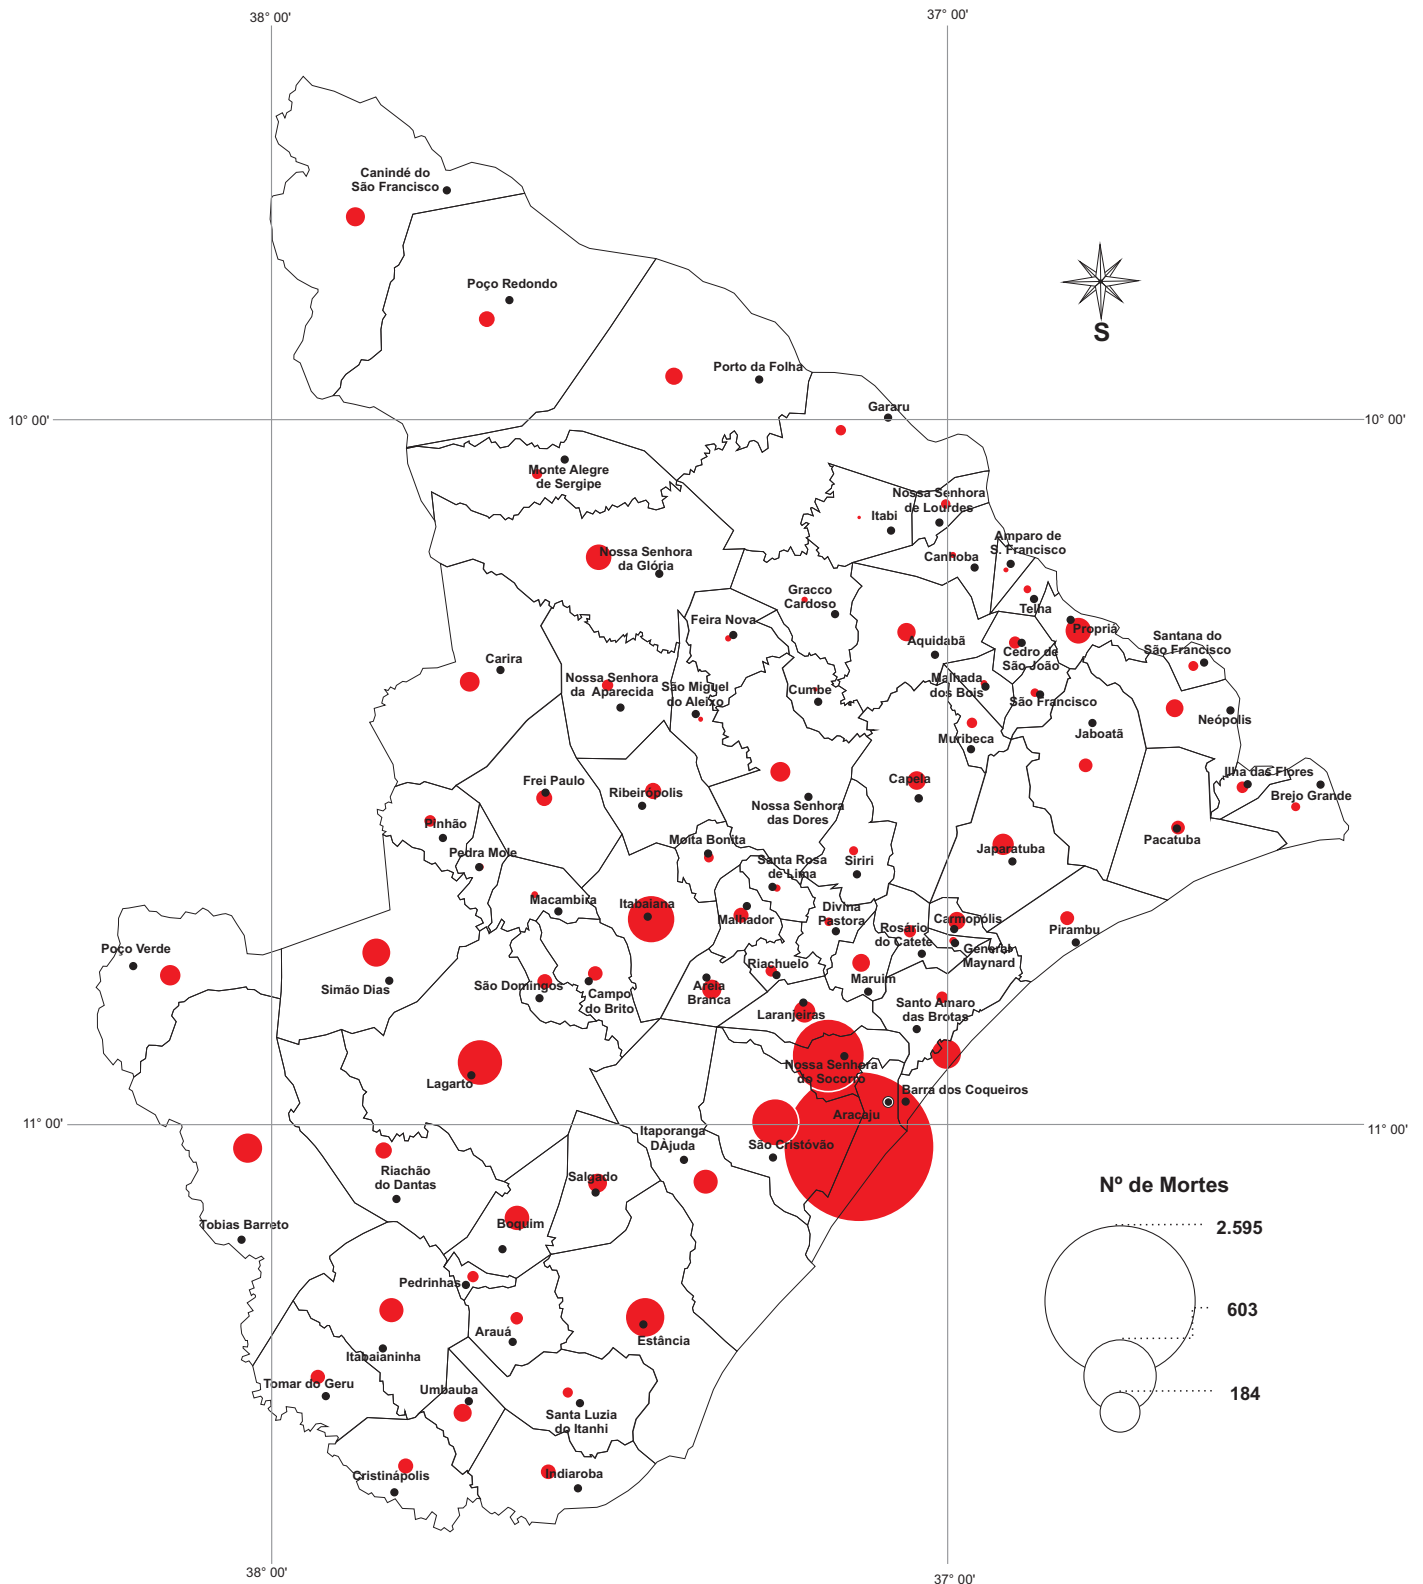 38° 00'
37° 00'
Canindé do
São Francisco
Poço Redondo
S
Porto da Folha
Gararu
10° 00'
10° 00'
Monte Alegre
de Sergipe
Nossa Senhora
de Lourdes
Itabi
Amparo de
S. Francisco
Canhoba
Nossa Senhora
da Glória
Gracco
Cardoso
Telha
Feira Nova
Propriá
Aquidabã
Santana do
São Francisco
Cedro de
São João
Carira
Nossa Senhora
da Aparecida
São Miguel
do Aleixo
Cumbe
Malhada
dos Bois
São Francisco
Neópolis
Jaboatã
Muribeca
Frei Paulo
Ribeirópolis
Capela
Ilha das Flores
Brejo Grande
Nossa Senhora
das Dores
Pinhão
Pedra Mole
Moita Bonita
Santa Rosa
de Lima
Siriri
Japaratuba
Pacatuba
Macambira
Itabaiana
Malhador
Divina
Pastora
Rosário
do Catete
Carmopólis
Pirambu
General
Maynard
Poço Verde
Simão Dias
São Domingos
Campo
do Brito
Areia
Branca
Riachuelo
Maruim
Laranjeiras
Santo Amaro
das Brotas
Lagarto
Nossa Senhora
do Socorro
Barra dos Coqueiros
Aracaju
11° 00'
11° 00'
Itaporanga
DÀjuda
São Cristóvão
Riachão
do Dantas
Salgado
Nº de Mortes
Tobias Barreto
Boquim
2.595
Pedrinhas
603
Arauá
Estância
Itabaianinha
Tomar do Geru
Umbauba
184
Santa Luzia
do Itanhi
Cristinápolis
Indiaroba
38° 00'
37° 00'